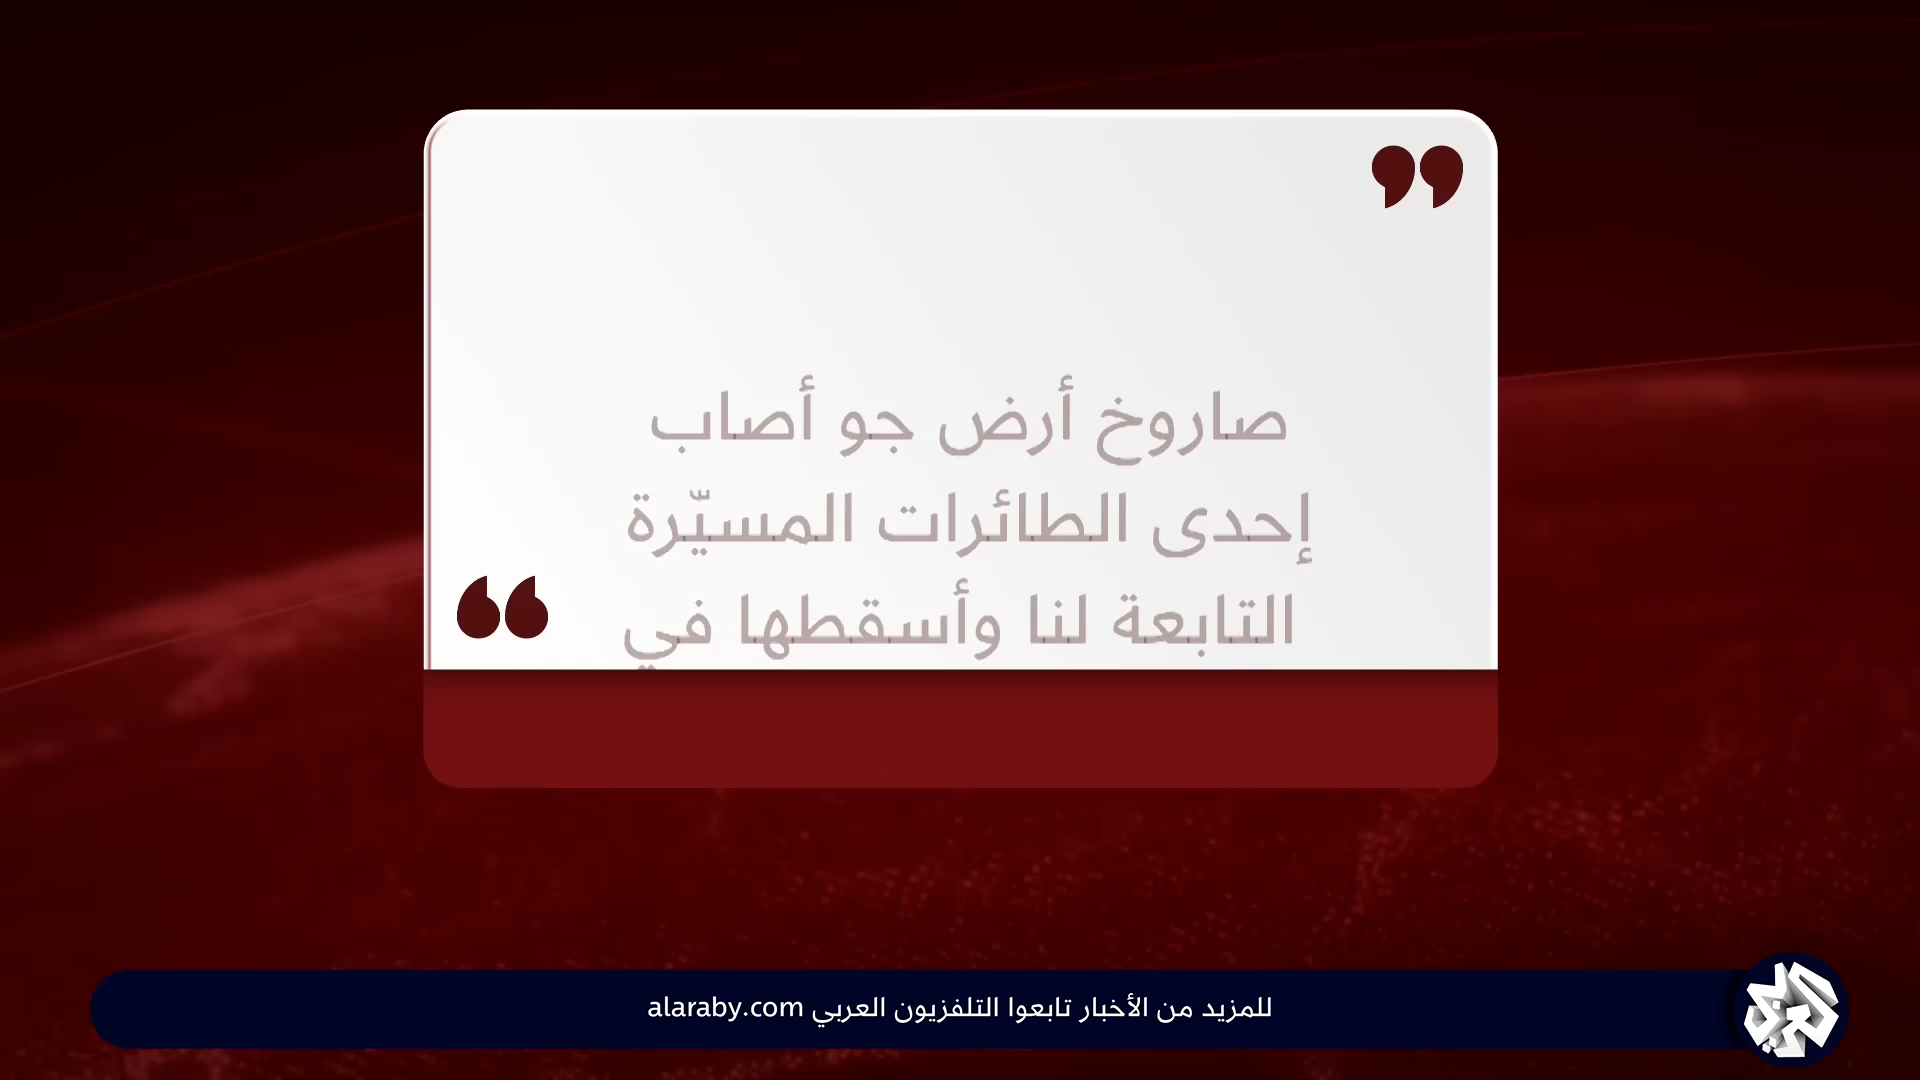 صاروخ أرض جو أصاب
إحدى الطائرات المسيّرة
التابعة لنا وأسقطها في
للمزيد من الأخبار تابعوا التلفزيون العربي alaraby.com
العربي